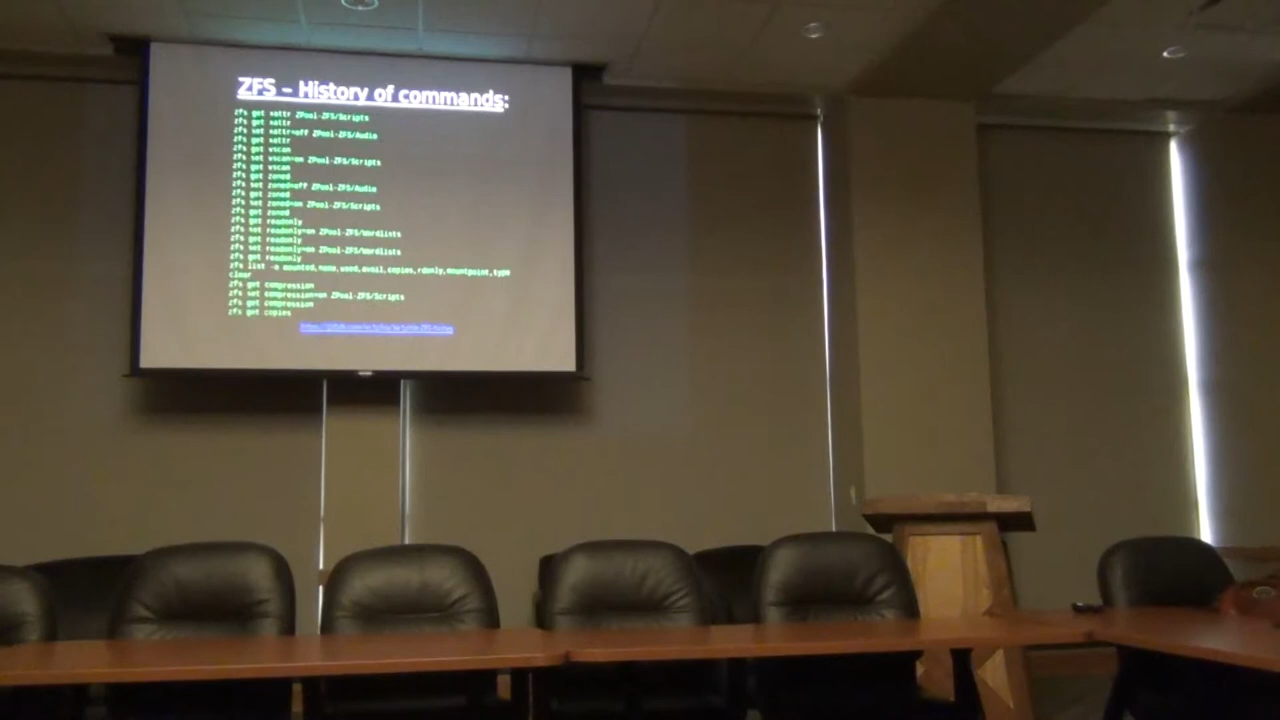 ZFS – History of commands:
zfs get xattr ZPool-ZFS/Scripts
zfs get xattr
zfs set xattr=off ZPool-ZFS/Audio
zfs get xattr
zfs get vscan
zfs set vscan=on ZPool-ZFS/Scripts
zfs get vscan
zfs get zoned
zfs set zoned=off ZPool-ZFS/Audio
zfs get zoned
zfs set zoned=on ZPool-ZFS/Scripts
zfs get zoned
zfs get readonly
zfs set readonly=on ZPool-ZFS/Wordlists
zfs get readonly
zfs set readonly=on ZPool-ZFS/Wordlists
zfs get readonly
zfs list -o mounted,name,used,avail,copies,rdonly,mountpoint,type
clear
zfs get compression
zfs set compression=on ZPool-ZFS/Scripts
zfs get compression
zfs get copies